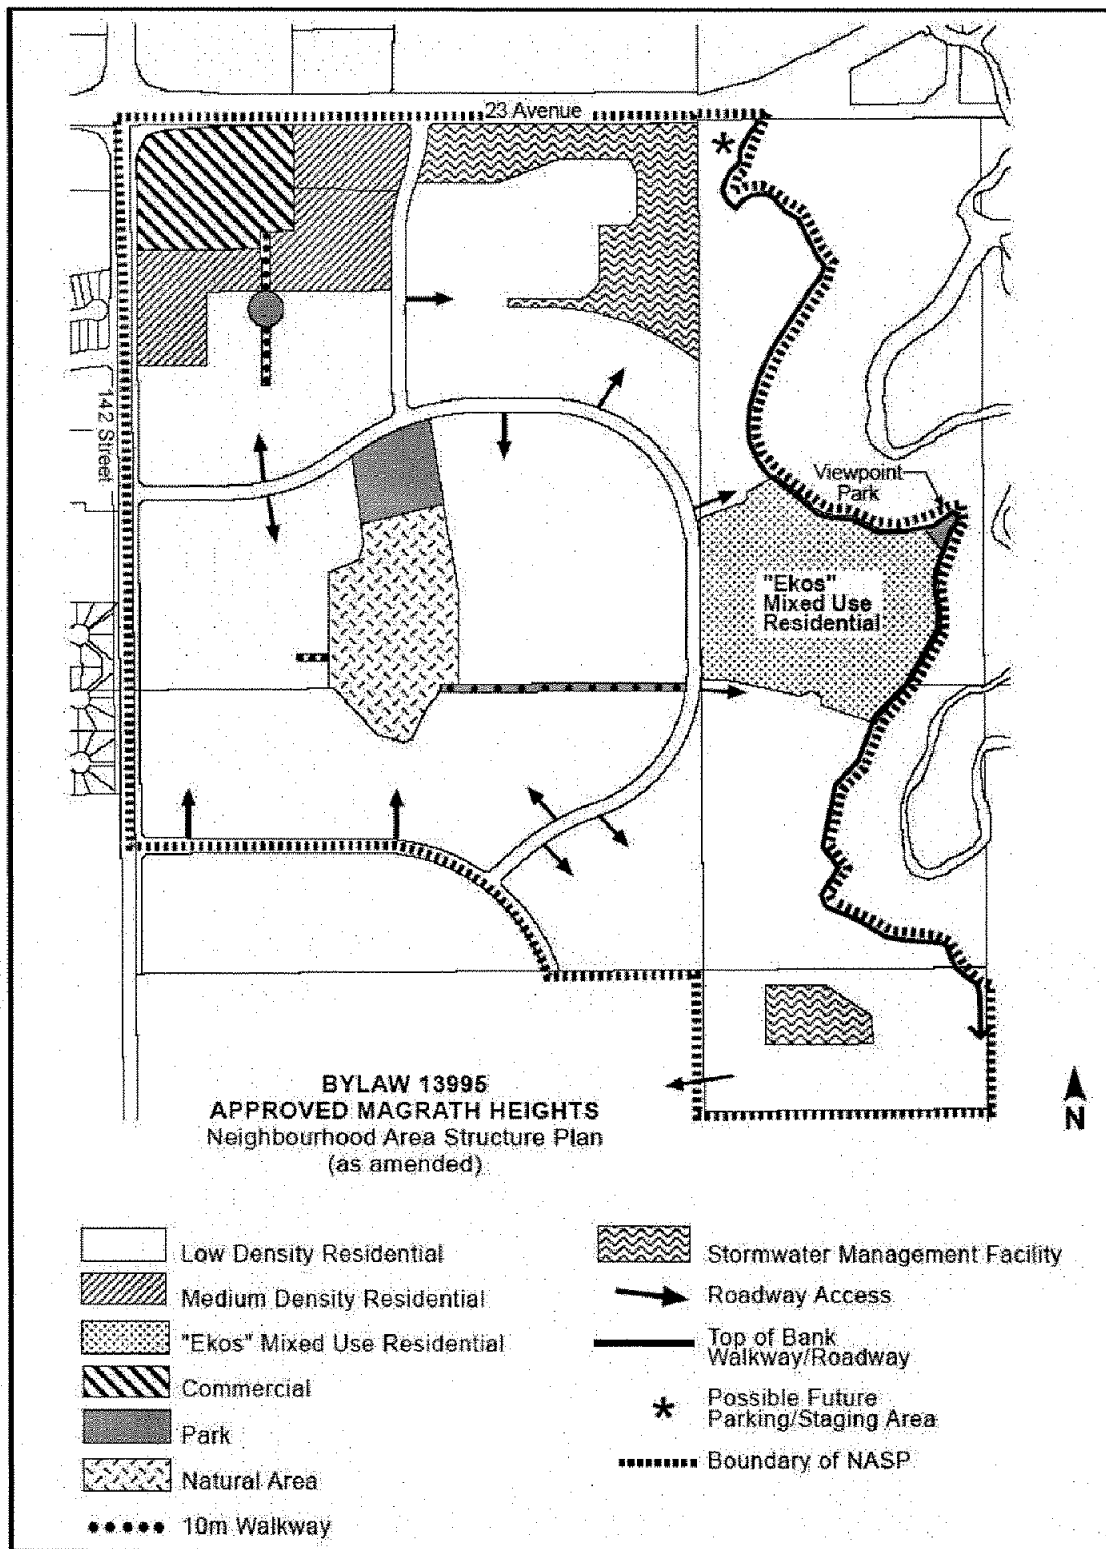 23 Avenue
142 Street
Viewpoint
Park
"Ekos"
Mixed Use
Residential
N
BYLAW 13995
APPROVED MAGRATH HEIGHTS
Neighbourhood Area Structure Plan
(as amended)
Low Density Residential
Medium Density Residential
"Ekos" Mixed Use Residential
Commercial
Park
Natural Area
10m Walkway
Stormwater Management Facility
Roadway Access
Top of Bank
Walkway/Roadway
Possible Future
Parking/Staging Area
Boundary of NASP